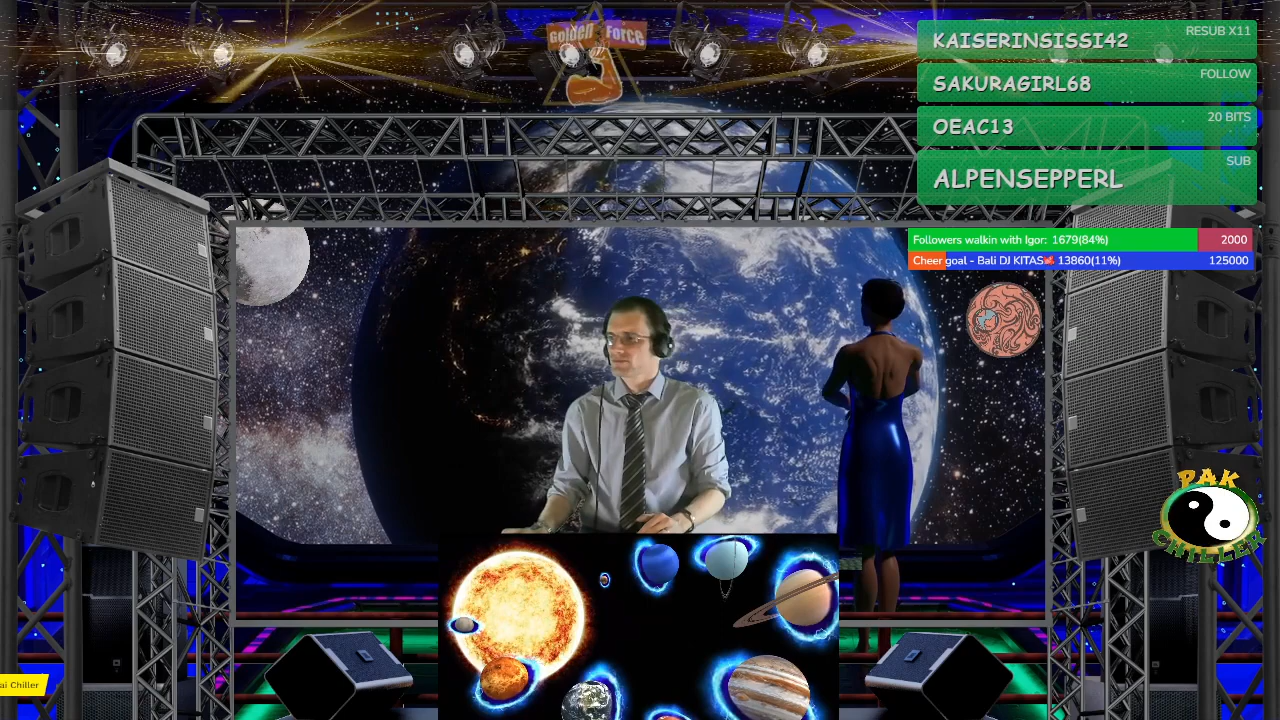 Golden Force
RESUB X11
KAISERINSISSI42
FOLLOW
SAKURAGIRL68
20 BITS
OEAC13
SUB
ALPENSEPPERL
Followers walkin with Igor: 1679(84%) 2000
Cheer goal - Bali DJ KITAS 13860(11%) 125000
PAK
CHILLER
ai Chiller